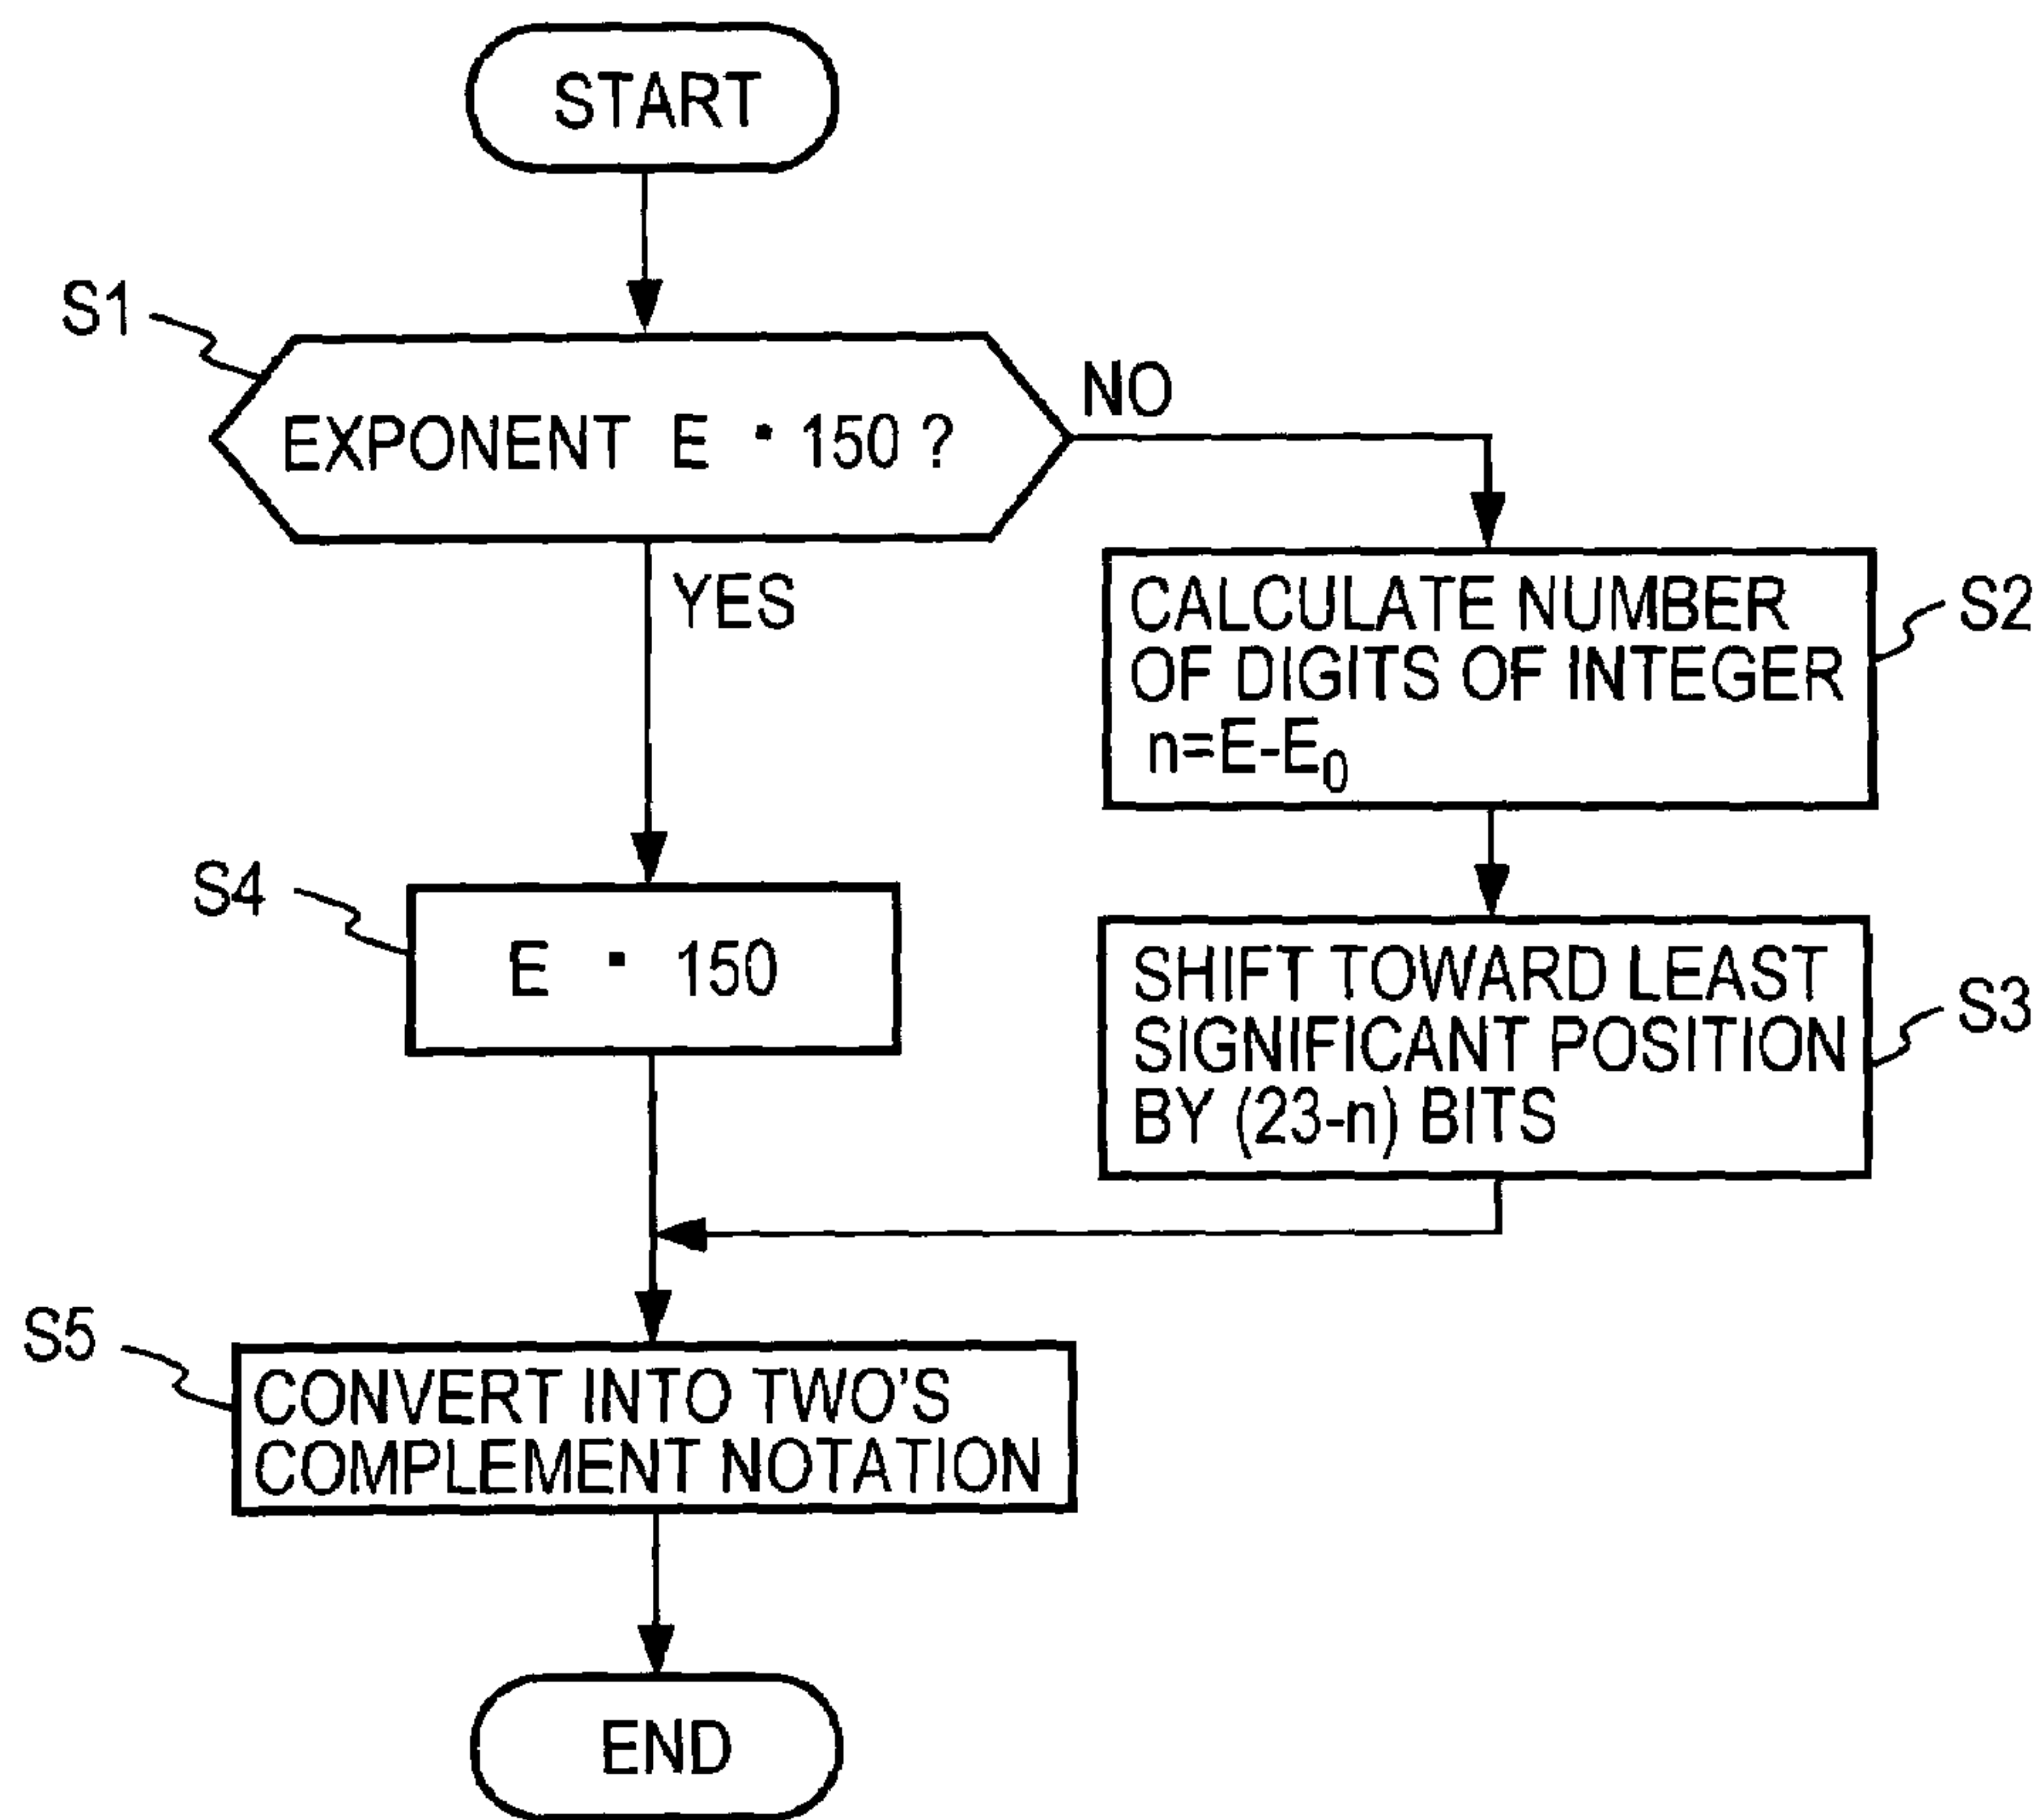 START
S1
EXPONENT E ・ 150 ?
NO
YES
CALCULATE NUMBER
OF DIGITS OF INTEGER
n=E-E₀
S2
S4
E ・ 150
SHIFT TOWARD LEAST
SIGNIFICANT POSITION
BY (23-n) BITS
S3
S5
CONVERT INTO TWO'S
COMPLEMENT NOTATION
END